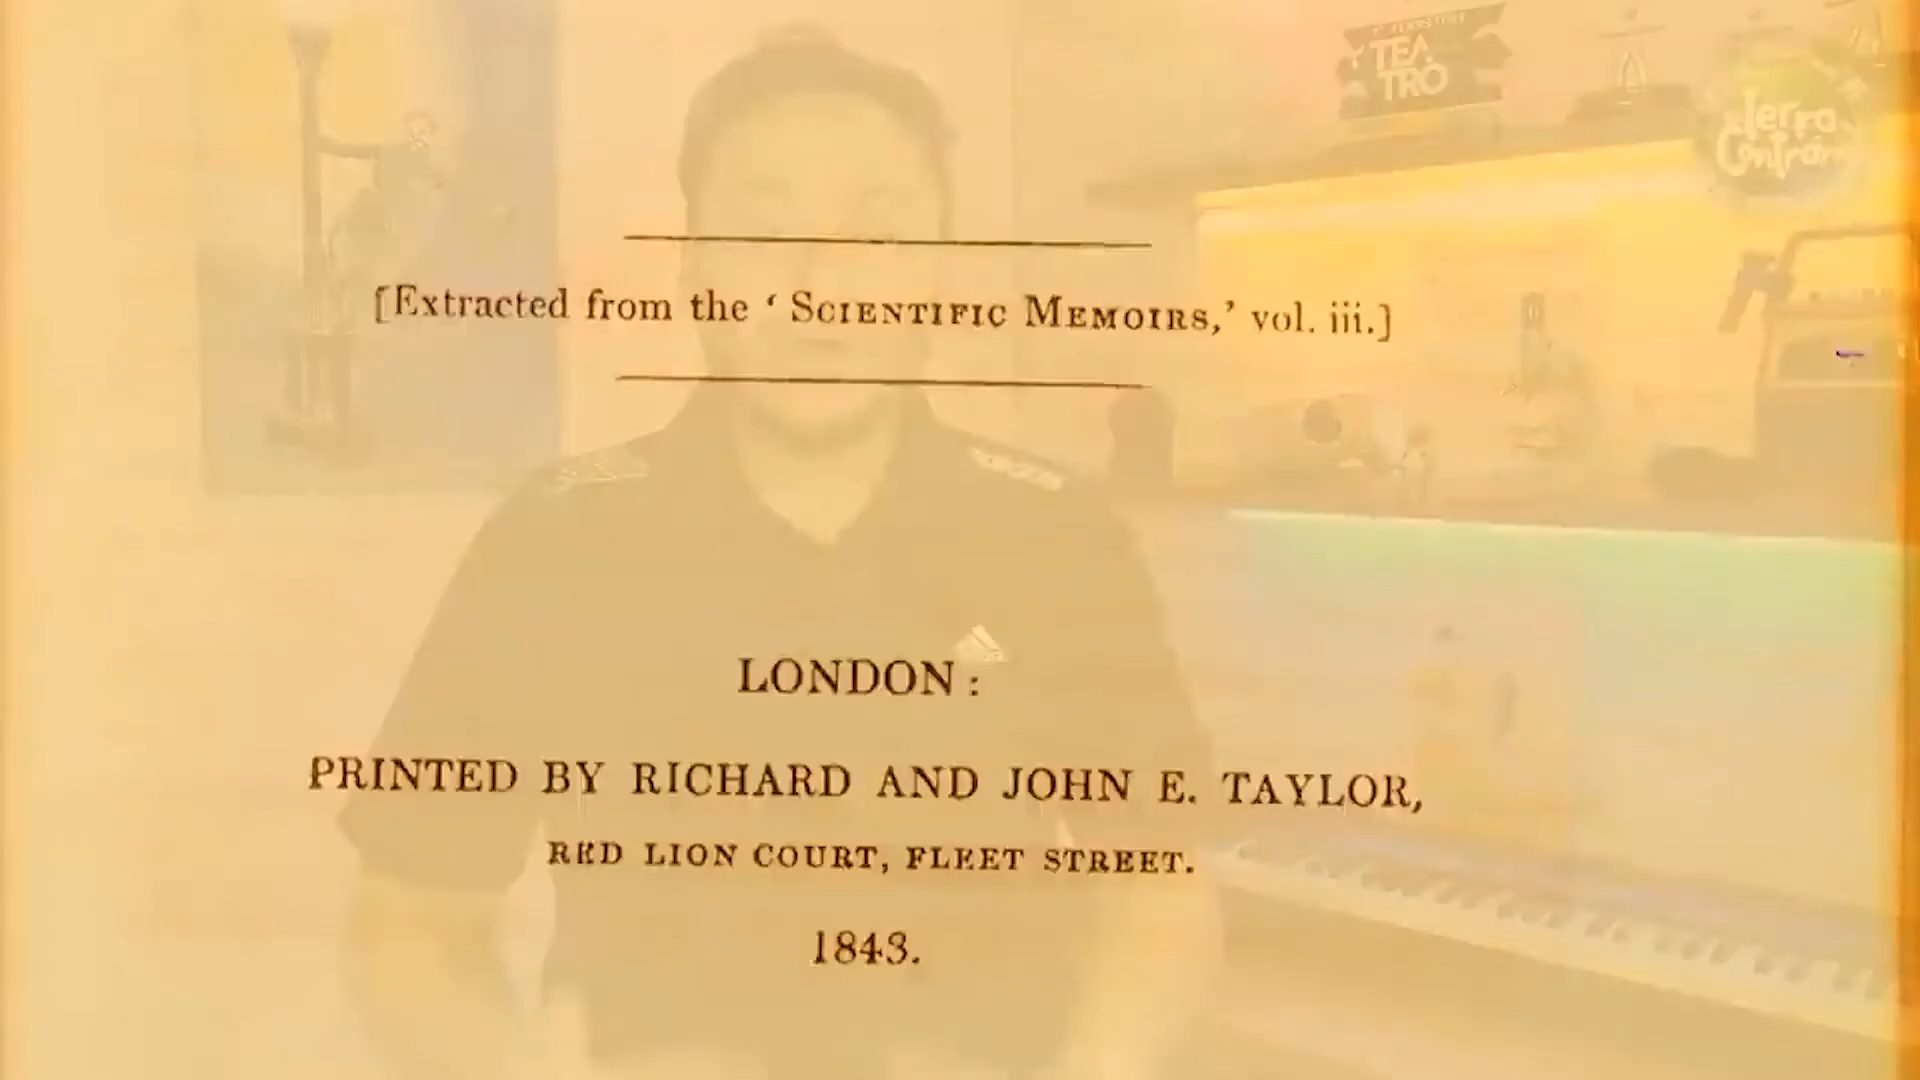 TEA
TRO
Terra
[Extracted from the ‘ SCIENTIFIC MEMOIRS,’ vol. iii.]
LONDON :
PRINTED BY RICHARD AND JOHN E. TAYLOR,
RED LION COURT, FLEET STREET.
1843.